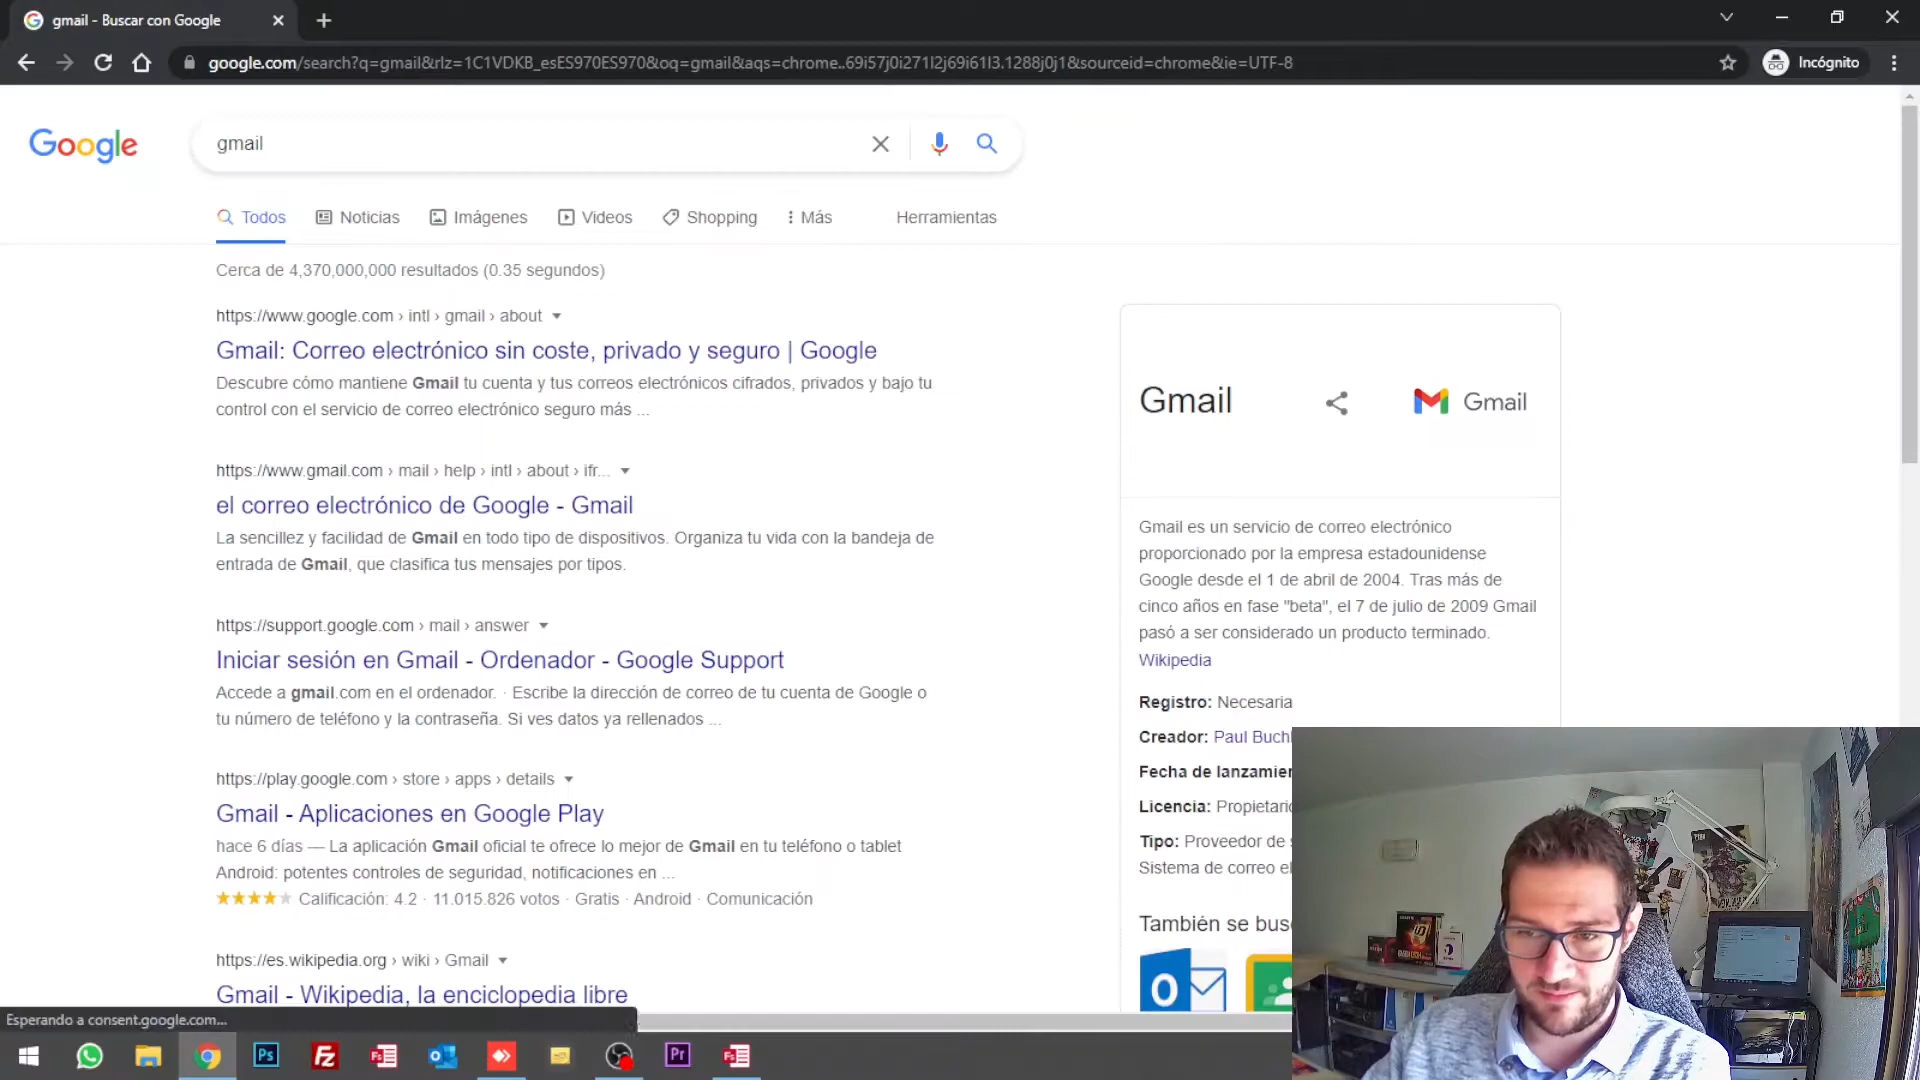 gmail - Buscar con Google
google.com/search?q=gmail&rlz=1C1VDKB_esES970ES970&oq=gmail&aqs=chrome..69i57j0i271l2j69i61l3.1288j0j1&sourceid=chrome&ie=UTF-8
Incógnito
Google
gmail
Todos
Noticias
Imágenes
Videos
Shopping
Más
Herramientas
Cerca de 4,370,000,000 resultados (0.35 segundos)
https://www.google.com › intl › gmail › about
Gmail: Correo electrónico sin coste, privado y seguro | Google
Descubre cómo mantiene Gmail tu cuenta y tus correos electrónicos cifrados, privados y bajo tu
control con el servicio de correo electrónico seguro más ...
https://www.gmail.com › mail › help › intl › about › ifr...
el correo electrónico de Google - Gmail
La sencillez y facilidad de Gmail en todo tipo de dispositivos. Organiza tu vida con la bandeja de
entrada de Gmail, que clasifica tus mensajes por tipos.
https://support.google.com › mail › answer
Iniciar sesión en Gmail - Ordenador - Google Support
Accede a gmail.com en el ordenador. · Escribe la dirección de correo de tu cuenta de Google o
tu número de teléfono y la contraseña. Si ves datos ya rellenados ...
https://play.google.com › store › apps › details
Gmail - Aplicaciones en Google Play
hace 6 días — La aplicación Gmail oficial te ofrece lo mejor de Gmail en tu teléfono o tablet
Android: potentes controles de seguridad, notificaciones en ...
Calificación: 4.2 · 11.015.826 votos · Gratis · Android · Comunicación
https://es.wikipedia.org › wiki › Gmail
Gmail - Wikipedia, la enciclopedia libre
Esperando a consent.google.com...
Gmail
Gmail
Gmail es un servicio de correo electrónico
proporcionado por la empresa estadounidense
Google desde el 1 de abril de 2004. Tras más de
cinco años en fase "beta", el 7 de julio de 2009 Gmail
pasó a ser considerado un producto terminado.
Wikipedia
Registro: Necesaria
Creador: Paul Buch
Fecha de lanzamien
Licencia: Propietari
Tipo: Proveedor de s
Sistema de correo el
También se bus
Ps
Fz
FS
Pr
FS